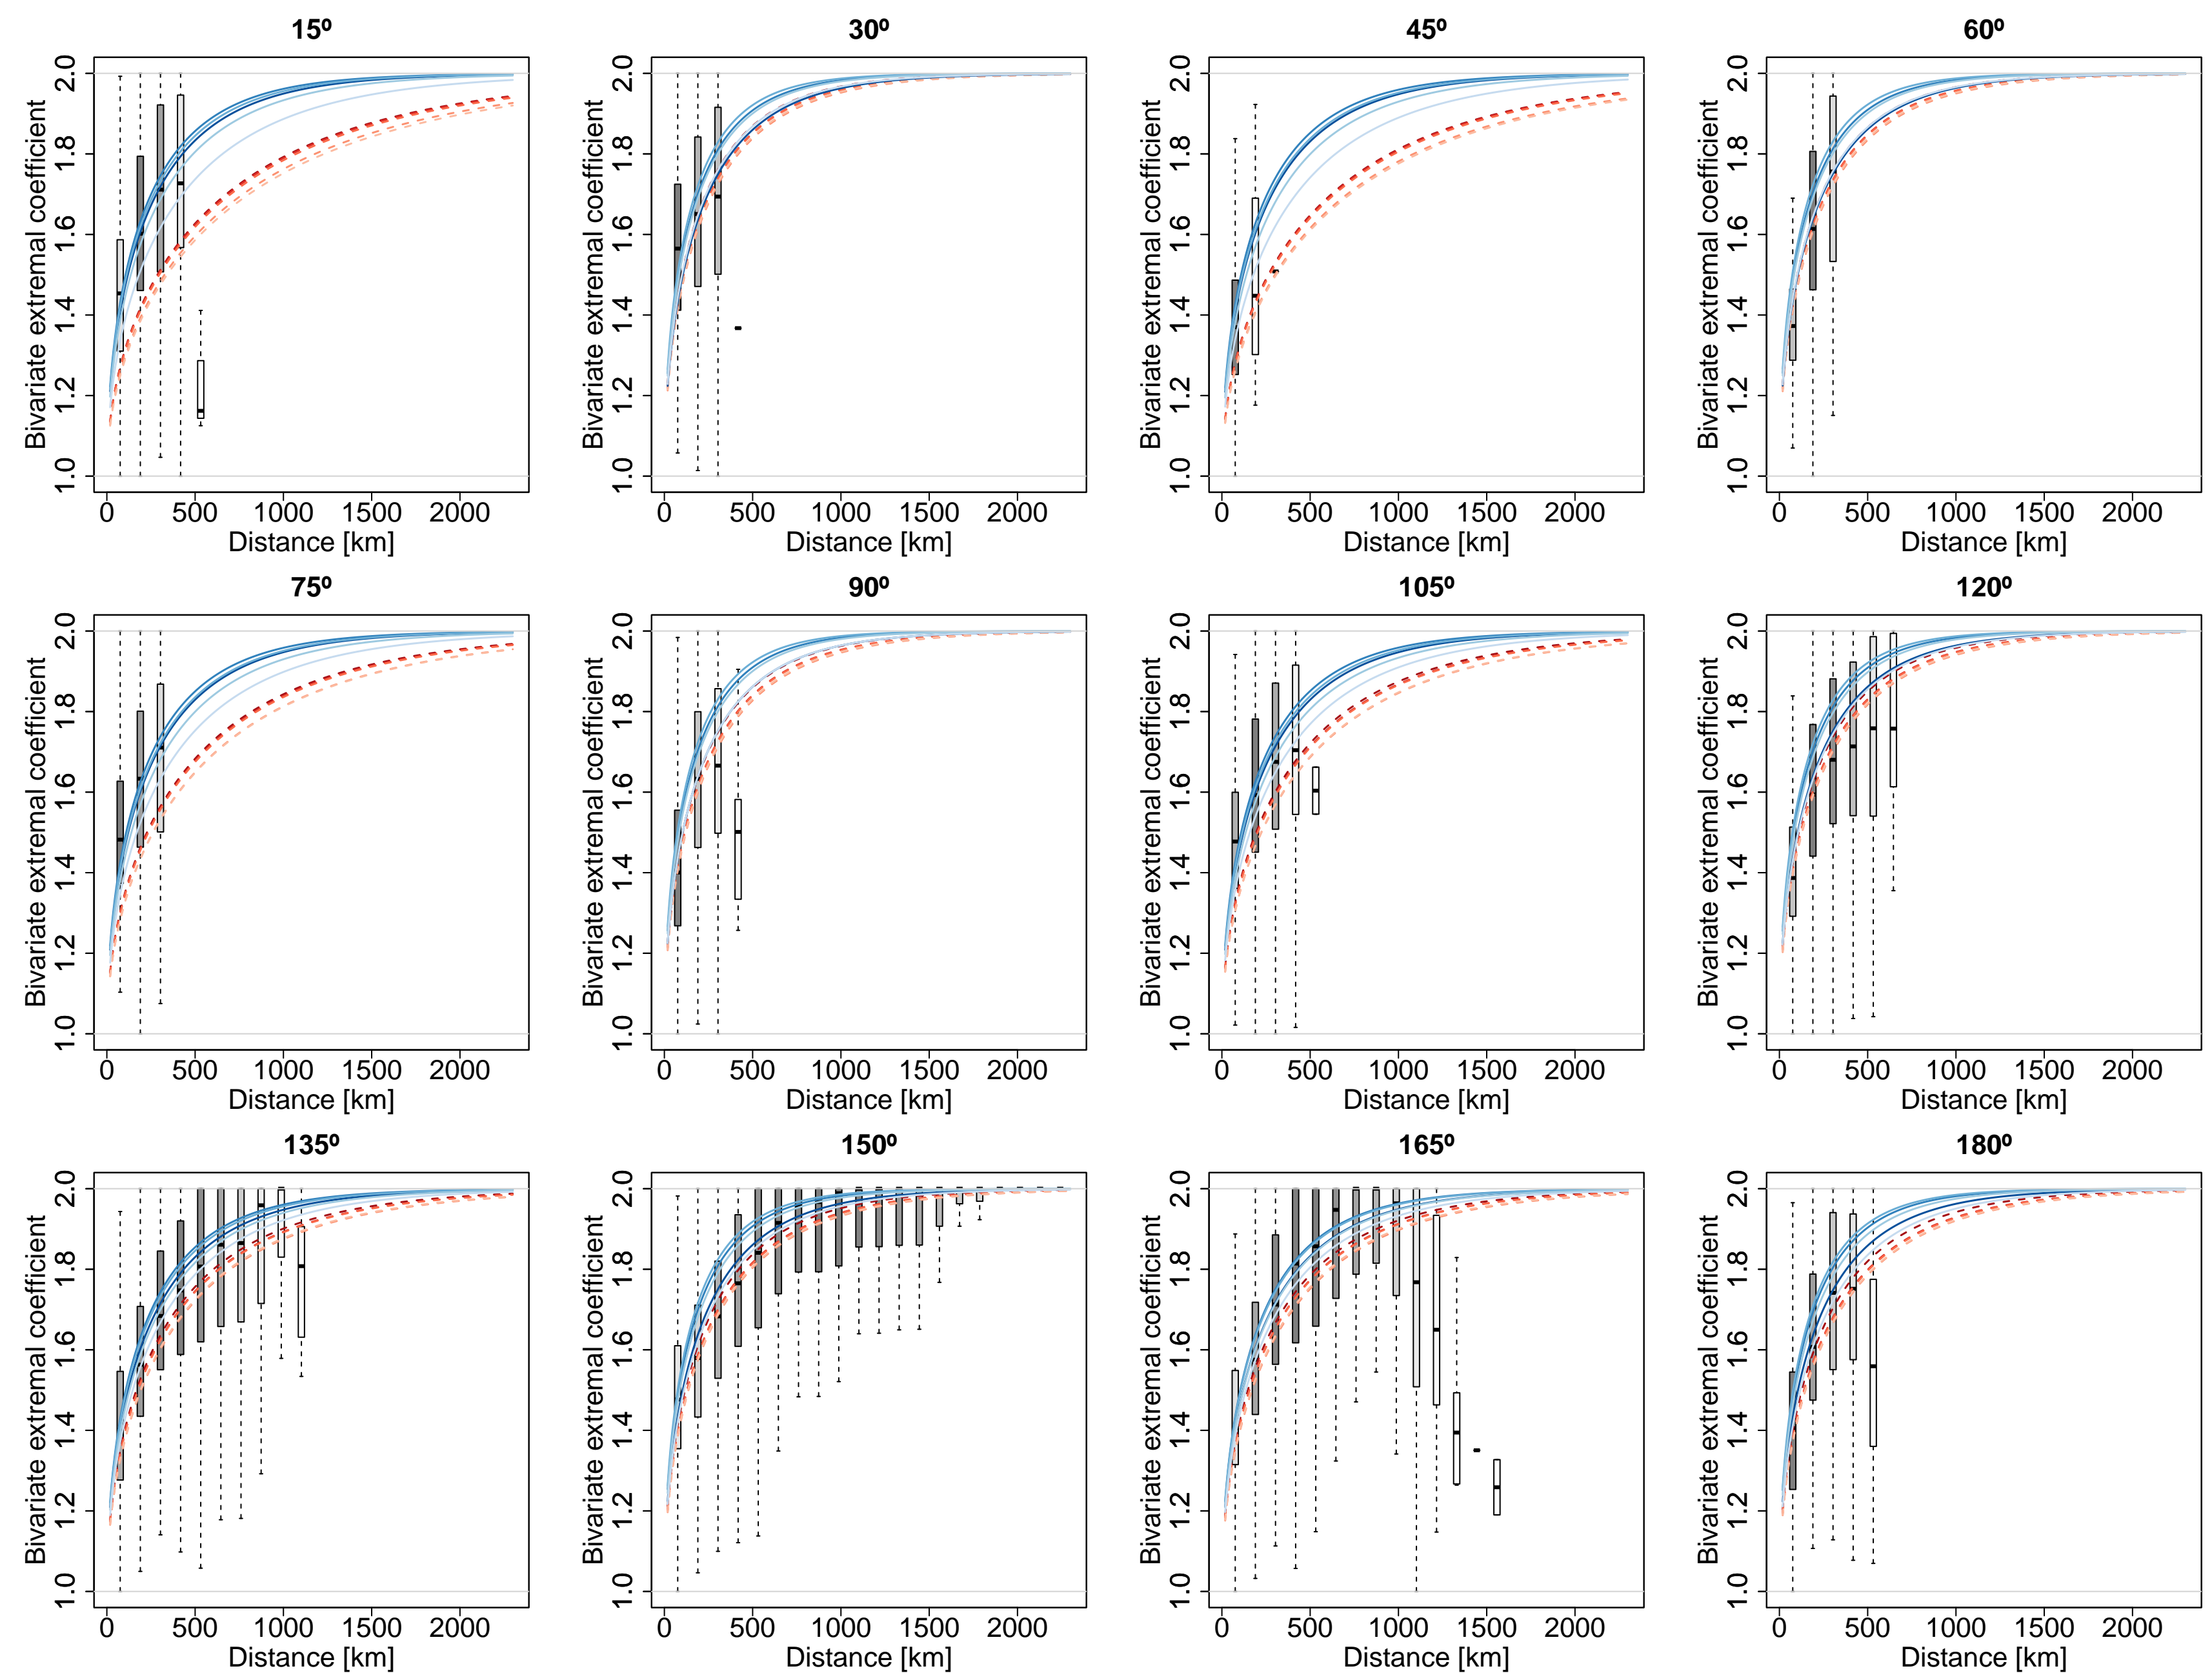 15º 30º 45º 60º
Bivariate extremal coefficient Bivariate extremal coefficient Bivariate extremal coefficient Bivariate extremal coefficient
1.0 1.2 1.4 1.6 1.8 2.0 1.0 1.2 1.4 1.6 1.8 2.0 1.0 1.2 1.4 1.6 1.8 2.0 1.0 1.2 1.4 1.6 1.8 2.0
0 500 1000 1500 2000 0 500 1000 1500 2000 0 500 1000 1500 2000 0 500 1000 1500 2000
Distance [km] Distance [km] Distance [km] Distance [km]
75º 90º 105º 120º
Bivariate extremal coefficient Bivariate extremal coefficient Bivariate extremal coefficient Bivariate extremal coefficient
1.0 1.2 1.4 1.6 1.8 2.0 1.0 1.2 1.4 1.6 1.8 2.0 1.0 1.2 1.4 1.6 1.8 2.0 1.0 1.2 1.4 1.6 1.8 2.0
0 500 1000 1500 2000 0 500 1000 1500 2000 0 500 1000 1500 2000 0 500 1000 1500 2000
Distance [km] Distance [km] Distance [km] Distance [km]
135º 150º 165º 180º
Bivariate extremal coefficient Bivariate extremal coefficient Bivariate extremal coefficient Bivariate extremal coefficient
1.0 1.2 1.4 1.6 1.8 2.0 1.0 1.2 1.4 1.6 1.8 2.0 1.0 1.2 1.4 1.6 1.8 2.0 1.0 1.2 1.4 1.6 1.8 2.0
0 500 1000 1500 2000 0 500 1000 1500 2000 0 500 1000 1500 2000 0 500 1000 1500 2000
Distance [km] Distance [km] Distance [km] Distance [km]